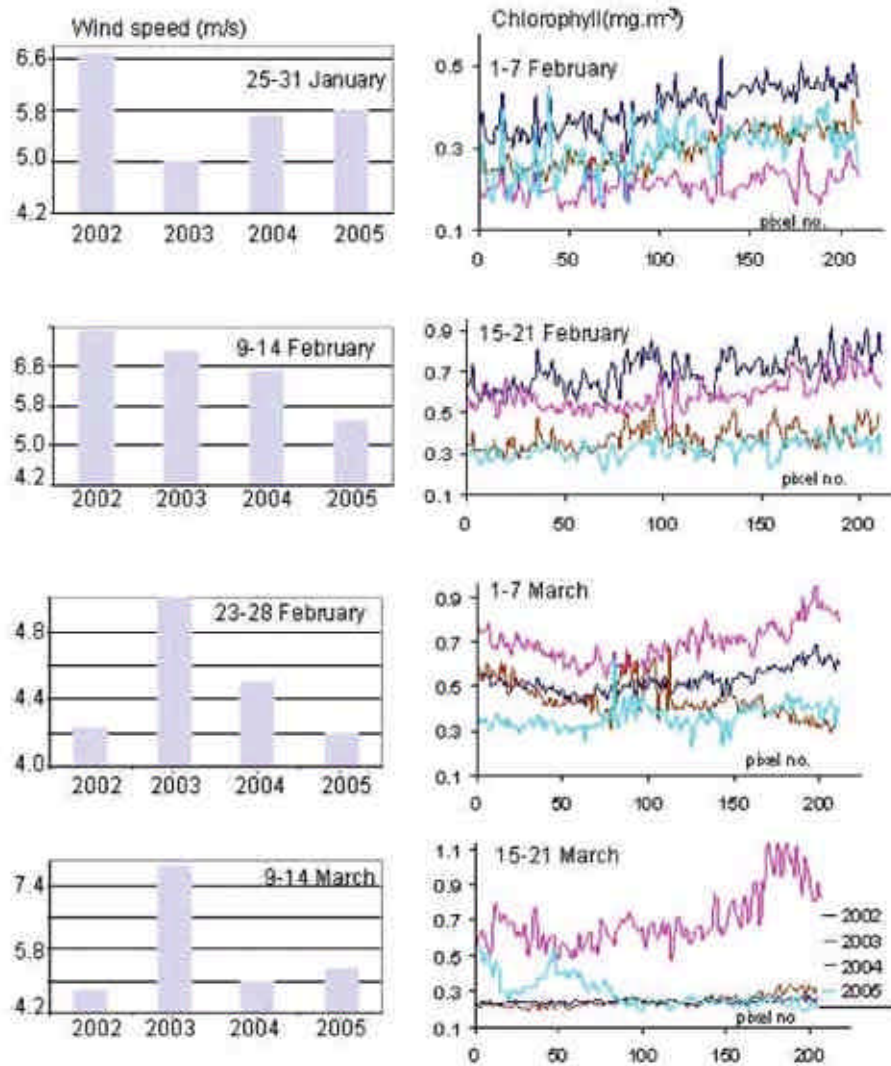 Wind speed (m/s)
6.6
5.8
5.0
4.2
25-31 January
2002 2003 2004 2005
Chlorophyll(mg.m-3)
0.5
0.3
0.1
1-7 February
pixel no.
0 50 100 150 200
6.6
5.8
5.0
4.2
9-14 February
2002 2003 2004 2005
0.9
0.7
0.5
0.3
0.1
15-21 February
pixel no.
0 50 100 150 200
4.8
4.4
4.0
23-28 February
2002 2003 2004 2005
0.9
0.7
0.5
0.3
0.1
1-7 March
pixel no.
0 50 100 150 200
7.4
5.8
4.2
9-14 March
2002 2003 2004 2005
1.1
0.9
0.7
0.5
0.3
0.1
15-21 March
2002
2003
2004
2005
pixel no
0 50 100 150 200